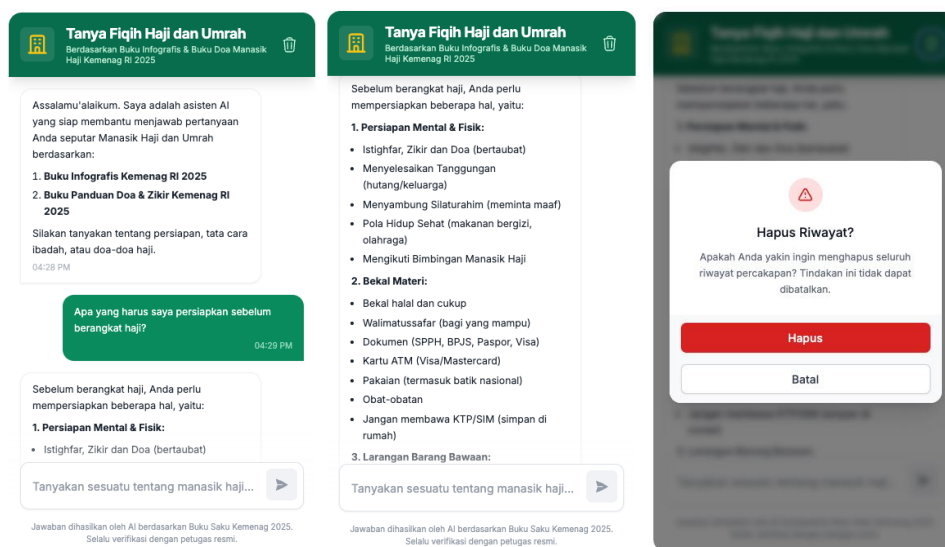 Tanya Fiqih Haji dan Umrah
Berdasarkan Buku Infografis & Buku Doa Manasik
Haji Kemenag RI 2025
Assalamu'alaikum. Saya adalah asisten AI
yang siap membantu menjawab pertanyaan
Anda seputar Manasik Haji dan Umrah
berdasarkan:
1. Buku Infografis Kemenag RI 2025
2. Buku Panduan Doa & Zikir Kemenag RI
2025
Silakan tanyakan tentang persiapan, tata cara
ibadah, atau doa-doa haji.
04:28 PM
Apa yang harus saya persiapkan sebelum
berangkat haji?
04:29 PM
Sebelum berangkat haji, Anda perlu
mempersiapkan beberapa hal, yaitu:
1. Persiapan Mental & Fisik:
• Istighfar, Zikir dan Doa (bertaubat)
Tanyakan sesuatu tentang manasik haji...
Jawaban dihasilkan oleh AI berdasarkan Buku Saku Kemenag 2025.
Selalu verifikasi dengan petugas resmi.
Tanya Fiqih Haji dan Umrah
Berdasarkan Buku Infografis & Buku Doa Manasik
Haji Kemenag RI 2025
Sebelum berangkat haji, Anda perlu
mempersiapkan beberapa hal, yaitu:
1. Persiapan Mental & Fisik:
• Istighfar, Zikir dan Doa (bertaubat)
• Menyelesaikan Tanggungan
(hutang/keluarga)
• Menyambung Silaturahim (meminta maaf)
• Pola Hidup Sehat (makanan bergizi,
olahraga)
• Mengikuti Bimbingan Manasik Haji
2. Bekal Materi:
• Bekal halal dan cukup
• Walimatussafar (bagi yang mampu)
• Dokumen (SPPH, BPJS, Paspor, Visa)
• Kartu ATM (Visa/Mastercard)
• Pakaian (termasuk batik nasional)
• Obat-obatan
• Jangan membawa KTP/SIM (simpan di
rumah)
3. Larangan Barang Bawaan:
Tanyakan sesuatu tentang manasik haji...
Jawaban dihasilkan oleh AI berdasarkan Buku Saku Kemenag 2025.
Selalu verifikasi dengan petugas resmi.
Hapus Riwayat?
Apakah Anda yakin ingin menghapus seluruh
riwayat percakapan? Tindakan ini tidak dapat
dibatalkan.
Hapus
Batal